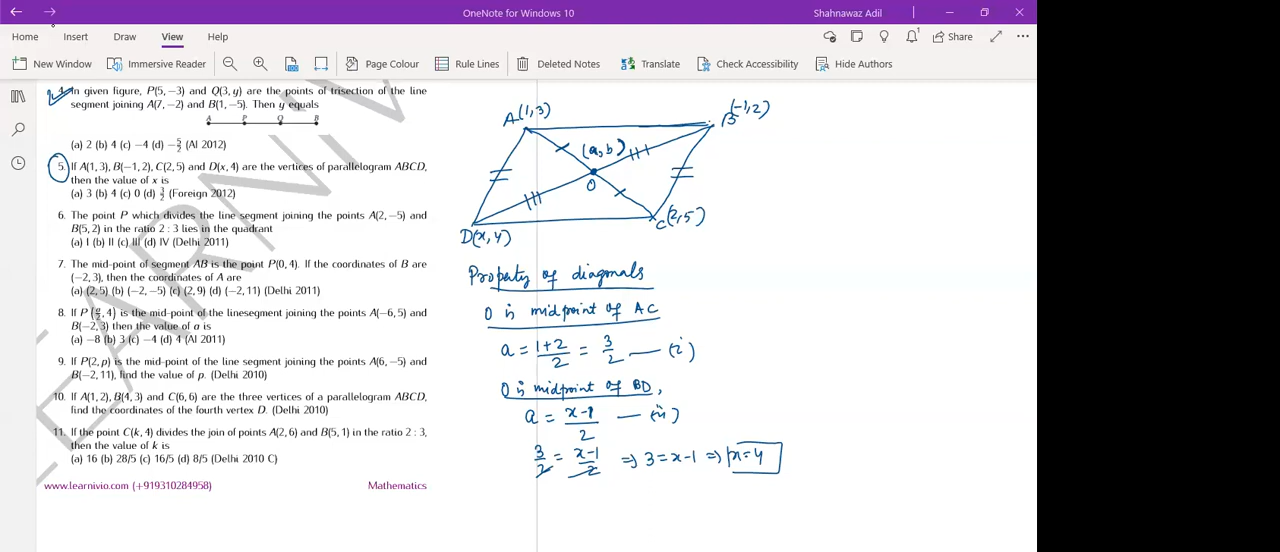 OneNote for Windows 10
Shahnawaz Adil
Home Insert Draw View Help
Share
New Window Immersive Reader Page Colour Rule Lines Deleted Notes Translate Check Accessibility Hide Authors
4. In given figure, P(5, −3) and Q(3, y) are the points of trisection of the line
segment joining A(7, −2) and B(1, −5). Then y equals
A P Q B
(a) 2 (b) 4 (c) −4 (d) −5/2 (AI 2012)
5. If A(1, 3), B(−1, 2), C(2, 5) and D(x, 4) are the vertices of parallelogram ABCD,
then the value of x is
(a) 3 (b) 4 (c) 0 (d) 3/2 (Foreign 2012)
6. The point P which divides the line segment joining the points A(2, −5) and
B(5, 2) in the ratio 2 : 3 lies in the quadrant
(a) I (b) II (c) III (d) IV (Delhi 2011)
7. The mid-point of segment AB is the point P(0, 4). If the coordinates of B are
(−2, 3), then the coordinates of A are
(a) (2, 5) (b) (−2, −5) (c) (2, 9) (d) (−2, 11) (Delhi 2011)
8. If P (a/2, 4) is the mid-point of the linesegment joining the points A(−6, 5) and
B(−2, 3) then the value of a is
(a) −8 (b) 3 (c) −4 (d) 4 (AI 2011)
9. If P(2, p) is the mid-point of the line segment joining the points A(6, −5) and
B(−2, 11), find the value of p. (Delhi 2010)
10. If A(1, 2), B(4, 3) and C(6, 6) are the three vertices of a parallelogram ABCD,
find the coordinates of the fourth vertex D. (Delhi 2010)
11. If the point C(k, 4) divides the join of points A(2, 6) and B(5, 1) in the ratio 2 : 3,
then the value of k is
(a) 16 (b) 28/5 (c) 16/5 (d) 8/5 (Delhi 2010 C)
www.learnivio.com (+919310284958) Mathematics
A(1,3)
B(-1,2)
(a,b)
O
C(2,5)
D(x,4)
Property of diagonals
O is midpoint of AC
a = 1+2/2 = 3/2 — (i)
O is midpoint of BD,
a = x-1/2 — (ii)
3/2 = x-1/2 ⇒ 3 = x-1 ⇒ x=4